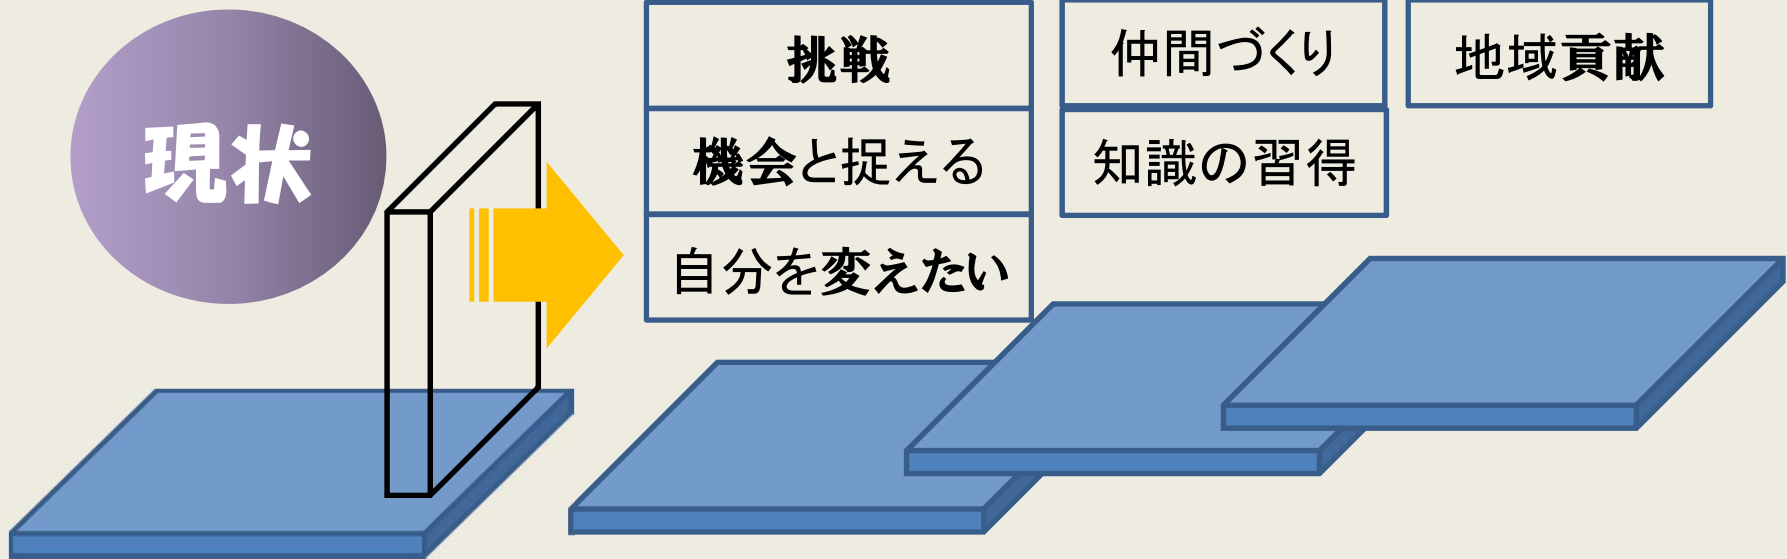 現状
挑戦
機会と捉える
自分を変えたい
仲間づくり
知識の習得
地域貢献